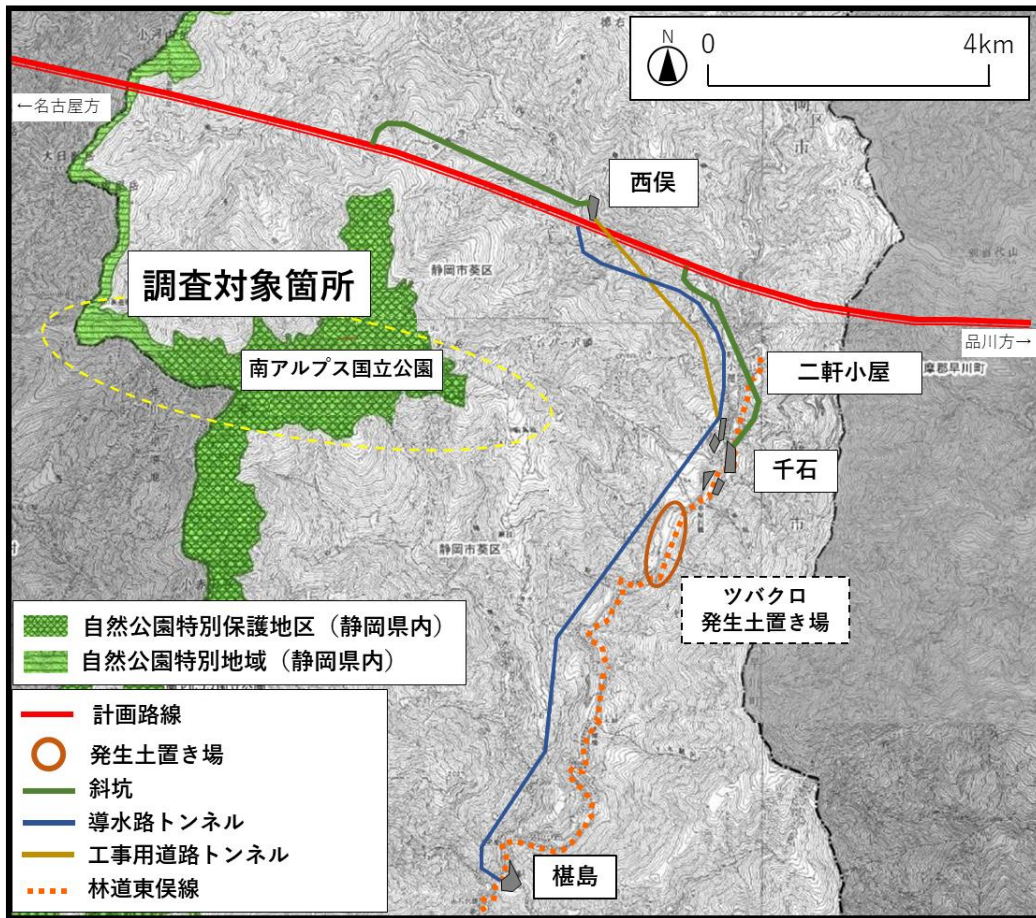 N
0 4km
←名古屋方
西俣
静岡市葵区
調査対象箇所
品川方→
南アルプス国立公園
二軒小屋
摩郡早川町
千石
静岡市葵区
ツバクロ
発生土置き場
自然公園特別保護地区（静岡県内）
自然公園特別地域（静岡県内）
計画路線
発生土置き場
斜坑
導水路トンネル
工事用道路トンネル
林道東俣線
椹島